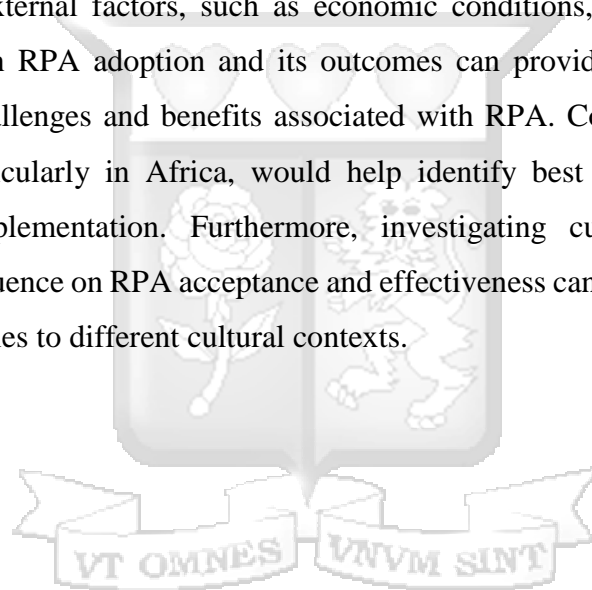 xternal factors, such as economic conditions,
n RPA adoption and its outcomes can provid
allenges and benefits associated with RPA. Co
icularly in Africa, would help identify best
plementation. Furthermore, investigating cu
uence on RPA acceptance and effectiveness can
ies to different cultural contexts.
VT OMNES VNVM SINT